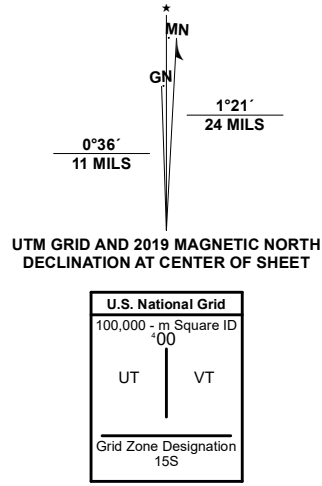 ★
MN
GN
1°21´
24 MILS
0°36´
11 MILS
UTM GRID AND 2019 MAGNETIC NORTH
DECLINATION AT CENTER OF SHEET
U.S. National Grid
100,000 - m Square ID
⁴00
UT VT
Grid Zone Designation
15S